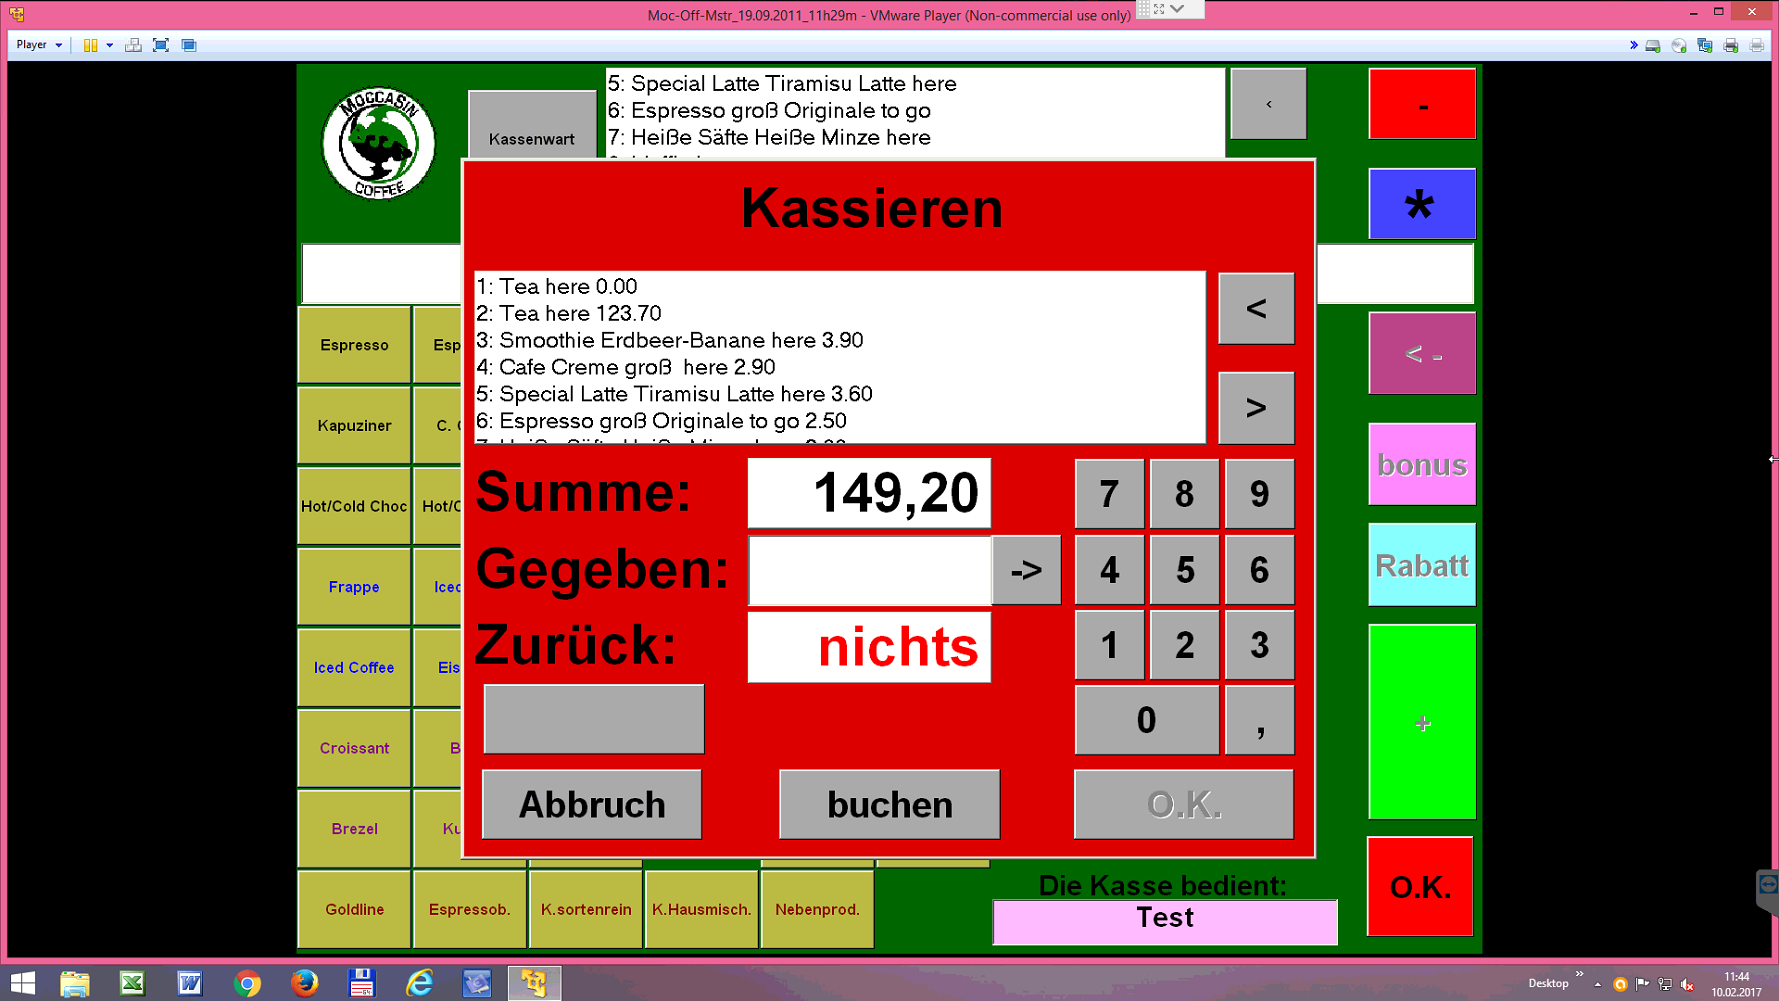 Moc-Off-Mstr_19.09.2011_11h29m - VMware Player (Non-commercial use only)
Player
MOCCASIN
COFFEE
Kassenwart
5: Special Latte Tiramisu Latte here
6: Espresso groß Originale to go
7: Heiße Säfte Heiße Minze here
<
-
*
Kassieren
1: Tea here 0.00
2: Tea here 123.70
3: Smoothie Erdbeer-Banane here 3.90
4: Cafe Creme groß  here 2.90
5: Special Latte Tiramisu Latte here 3.60
6: Espresso groß Originale to go 2.50
<
>
< -
bonus
Rabatt
+
O.K.
Summe: 149,20
Gegeben: ->
Zurück: nichts
7 8 9
4 5 6
1 2 3
0 ,
Abbruch buchen O.K.
Espresso Esp
Kapuziner C.
Hot/Cold Choc Hot/
Frappe Iced
Iced Coffee Eis
Croissant B
Brezel Ku
Goldline Espressob. K.sortenrein K.Hausmisch. Nebenprod.
Die Kasse bedient:
Test
Desktop
11:44
10.02.2017